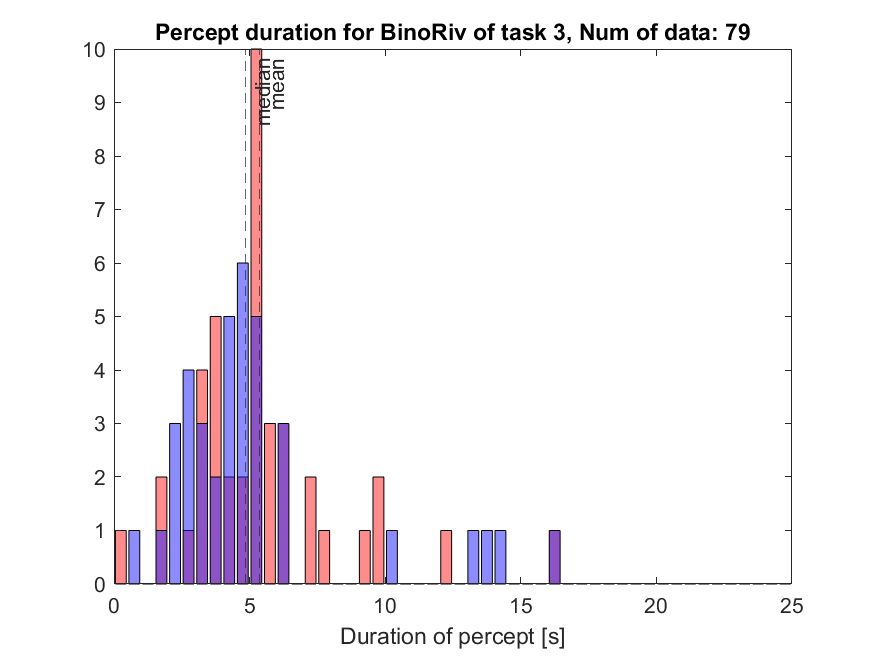 Percept duration for BinoRiv of task 3, Num of data: 79
10
9
8
7
6
5
4
3
2
1
0
median
mean
0 5 10 15 20 25
Duration of percept [s]